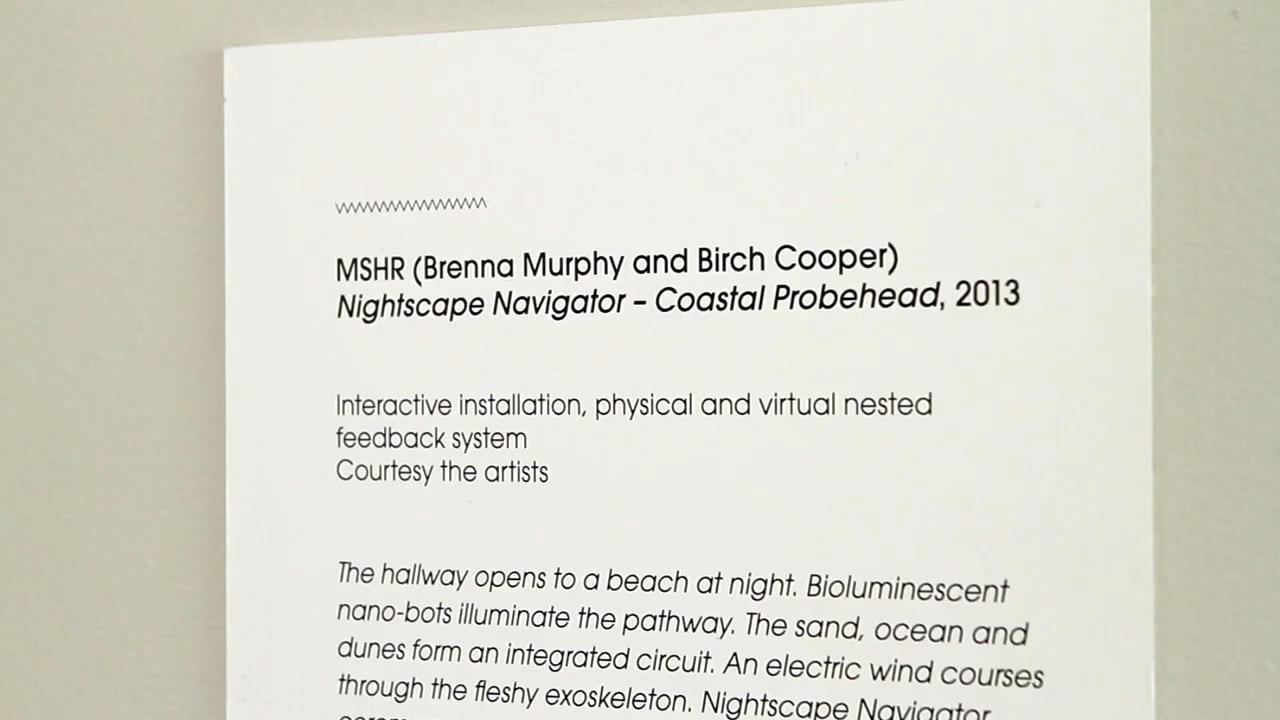 MSHR (Brenna Murphy and Birch Cooper)
Nightscape Navigator – Coastal Probehead, 2013
Interactive installation, physical and virtual nested
feedback system
Courtesy the artists
The hallway opens to a beach at night. Bioluminescent
nano-bots illuminate the pathway. The sand, ocean and
dunes form an integrated circuit. An electric wind courses
through the fleshy exoskeleton. Nightscape Navigator